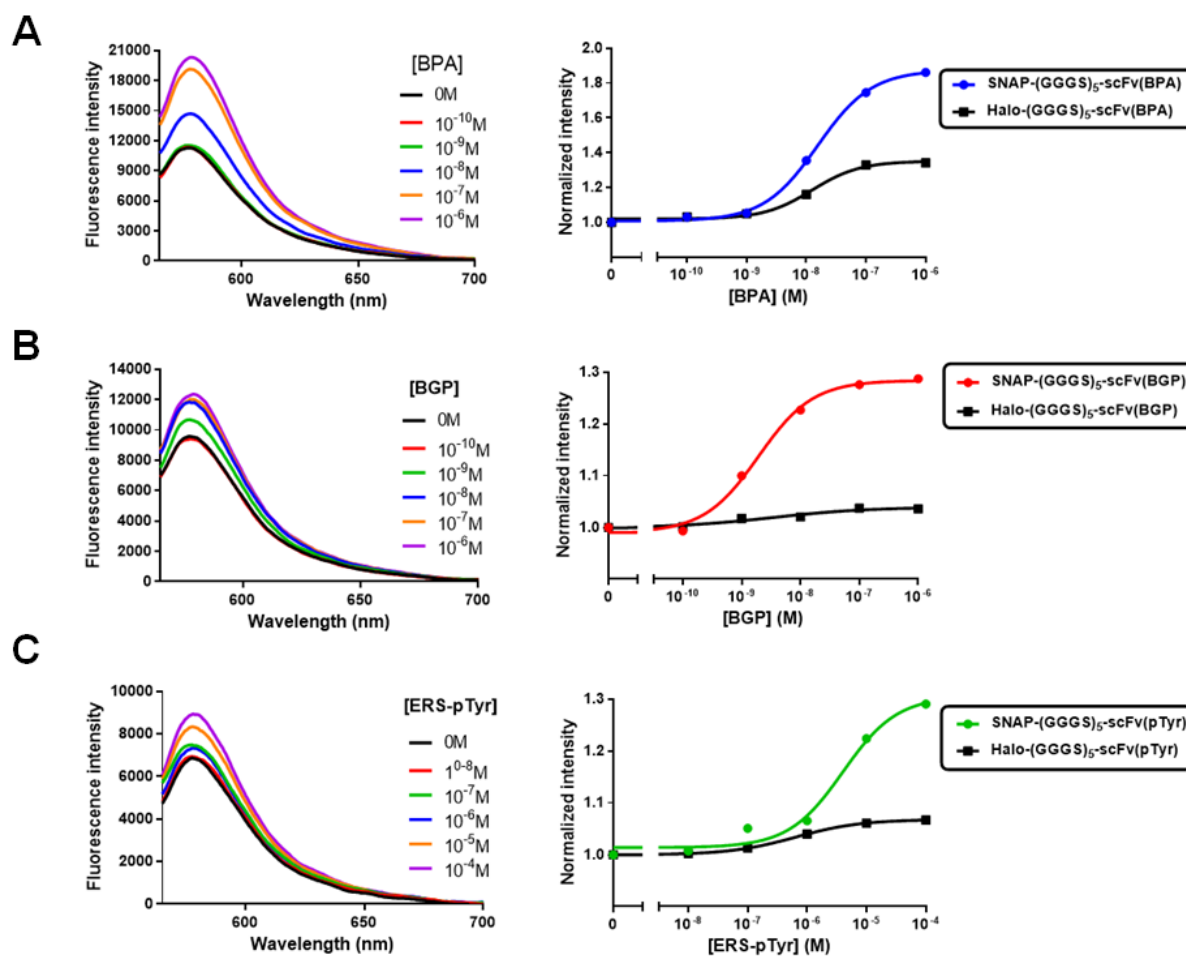 A
Fluorescence intensity
21000
18000
15000
12000
9000
6000
3000
0
600
650
700
Wavelength (nm)
[BPA]
0M
10⁻¹⁰M
10⁻⁹M
10⁻⁸M
10⁻⁷M
10⁻⁶M
Normalized intensity
2.0
1.8
1.6
1.4
1.2
1.0
0.8
0
10⁻¹⁰
10⁻⁹
10⁻⁸
10⁻⁷
10⁻⁶
[BPA] (M)
SNAP-(GGGS)₅-scFv(BPA)
Halo-(GGGS)₅-scFv(BPA)
B
Fluorescence intensity
14000
12000
10000
8000
6000
4000
2000
0
600
650
700
Wavelength (nm)
[BGP]
0M
10⁻¹⁰M
10⁻⁹M
10⁻⁸M
10⁻⁷M
10⁻⁶M
Normalized intensity
1.3
1.2
1.1
1.0
0
10⁻¹⁰
10⁻⁹
10⁻⁸
10⁻⁷
10⁻⁶
[BGP] (M)
SNAP-(GGGS)₅-scFv(BGP)
Halo-(GGGS)₅-scFv(BGP)
C
Fluorescence intensity
10000
8000
6000
4000
2000
0
600
650
700
Wavelength (nm)
[ERS-pTyr]
0M
1⁰⁻⁸M
10⁻⁷M
10⁻⁶M
10⁻⁵M
10⁻⁴M
Normalized intensity
1.3
1.2
1.1
1.0
0
10⁻⁸
10⁻⁷
10⁻⁶
10⁻⁵
10⁻⁴
[ERS-pTyr] (M)
SNAP-(GGGS)₅-scFv(pTyr)
Halo-(GGGS)₅-scFv(pTyr)